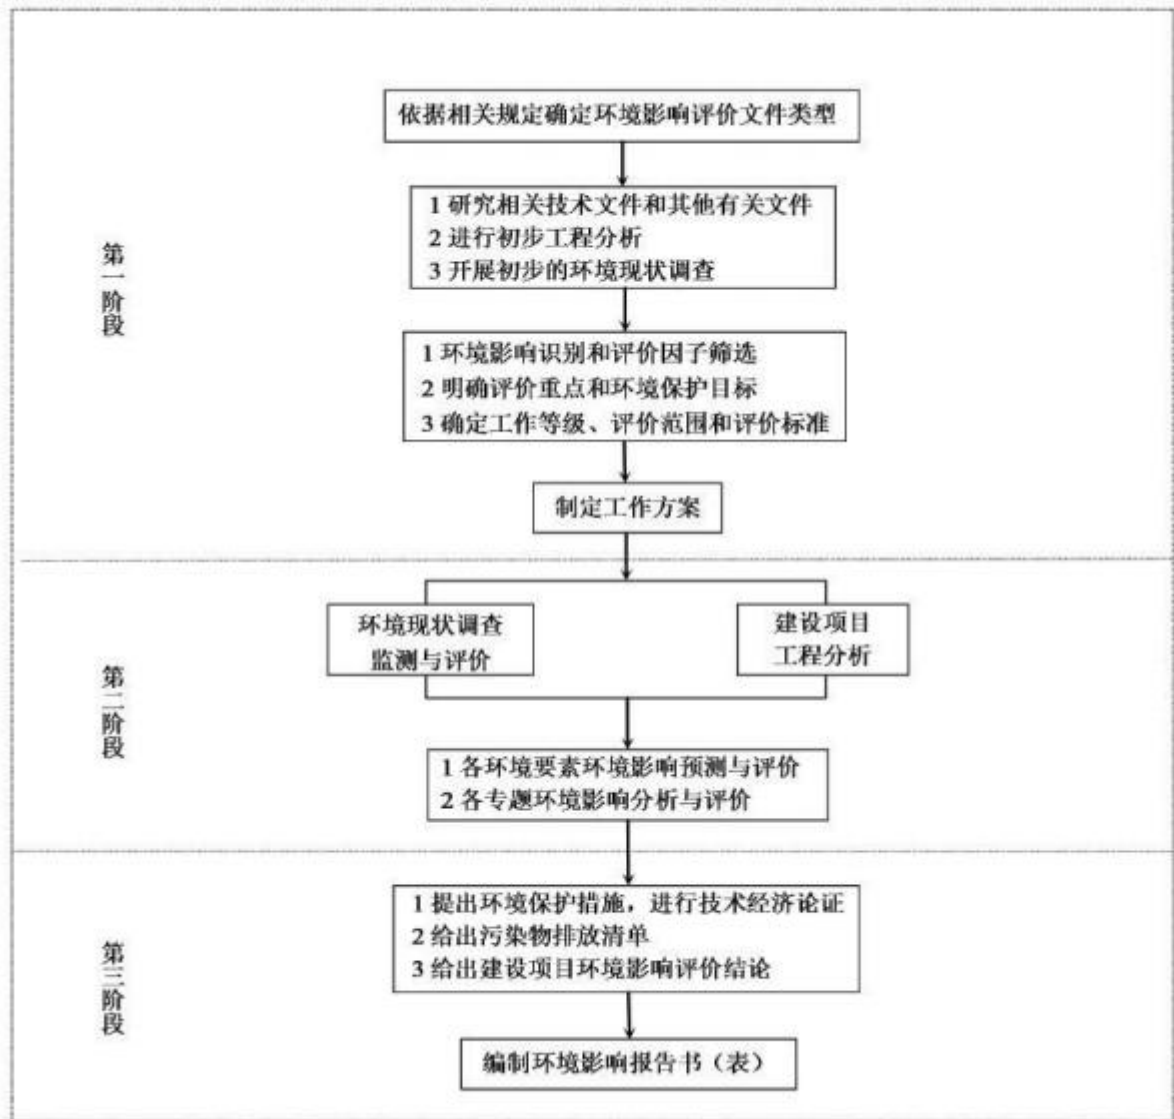 依据相关规定确定环境影响评价文件类型
1 研究相关技术文件和其他有关文件
2 进行初步工程分析
3 开展初步的环境现状调查
第一阶段
1 环境影响识别和评价因子筛选
2 明确评价重点和环境保护目标
3 确定工作等级、评价范围和评价标准
制定工作方案
环境现状调查
监测与评价
建设项目
工程分析
第二阶段
1 各环境要素环境影响预测与评价
2 各专题环境影响分析与评价
1 提出环境保护措施，进行技术经济论证
2 给出污染物排放清单
3 给出建设项目环境影响评价结论
第三阶段
编制环境影响报告书（表）